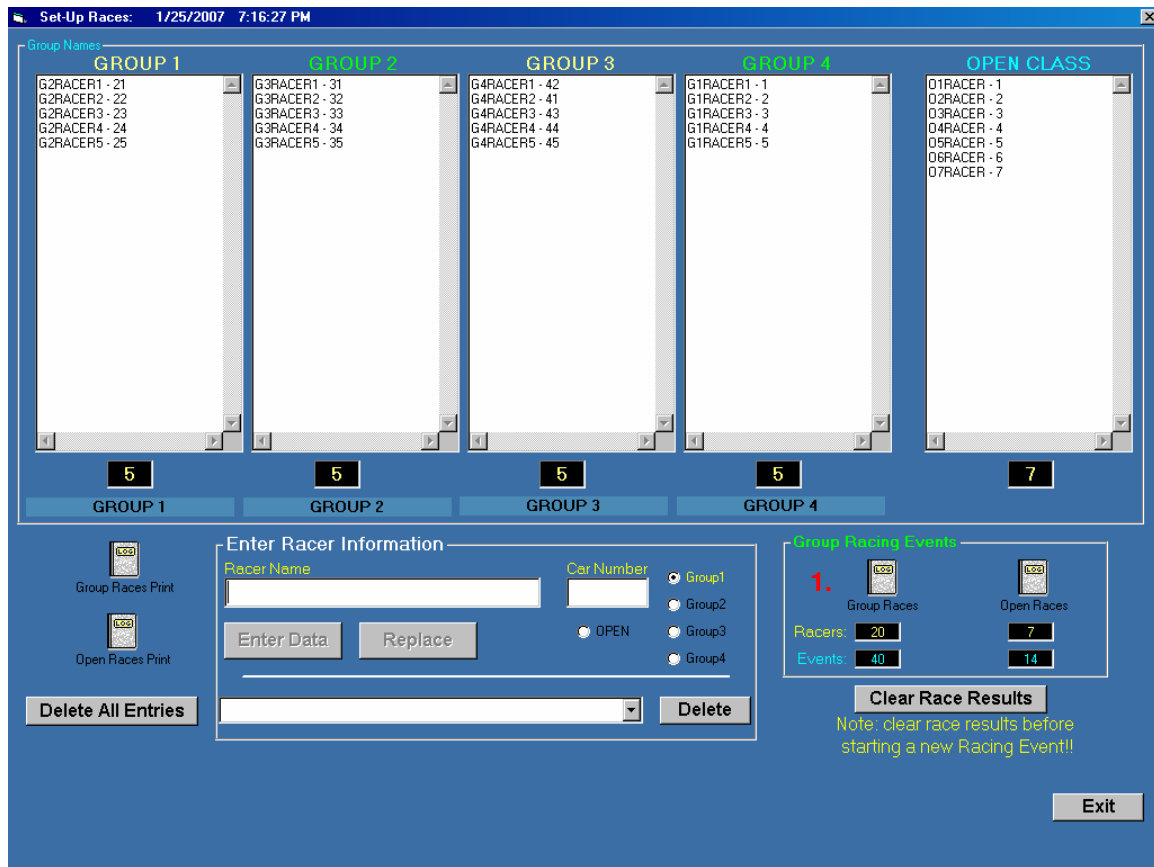 Set-Up Races: 1/25/2007 7:16:27 PM
Group Names
GROUP 1
G2RACER1 - 21
G2RACER2 - 22
G2RACER3 - 23
G2RACER4 - 24
G2RACER5 - 25
5
GROUP 1
GROUP 2
G3RACER1 - 31
G3RACER2 - 32
G3RACER3 - 33
G3RACER4 - 34
G3RACER5 - 35
5
GROUP 2
GROUP 3
G4RACER1 - 42
G4RACER2 - 41
G4RACER3 - 43
G4RACER4 - 44
G4RACER5 - 45
5
GROUP 3
GROUP 4
G1RACER1 - 1
G1RACER2 - 2
G1RACER3 - 3
G1RACER4 - 4
G1RACER5 - 5
5
GROUP 4
OPEN CLASS
O1RACER - 1
O2RACER - 2
O3RACER - 3
O4RACER - 4
O5RACER - 5
O6RACER - 6
O7RACER - 7
7
LOG
Group Races Print
LOG
Open Races Print
Delete All Entries
Enter Racer Information
Racer Name
Car Number
Group1
Group2
OPEN
Group3
Group4
Enter Data
Replace
Delete
Group Racing Events
1.
LOG
LOG
Group Races
Open Races
Racers: 20 7
Events: 40 14
Clear Race Results
Note: clear race results before
starting a new Racing Event!!
Exit